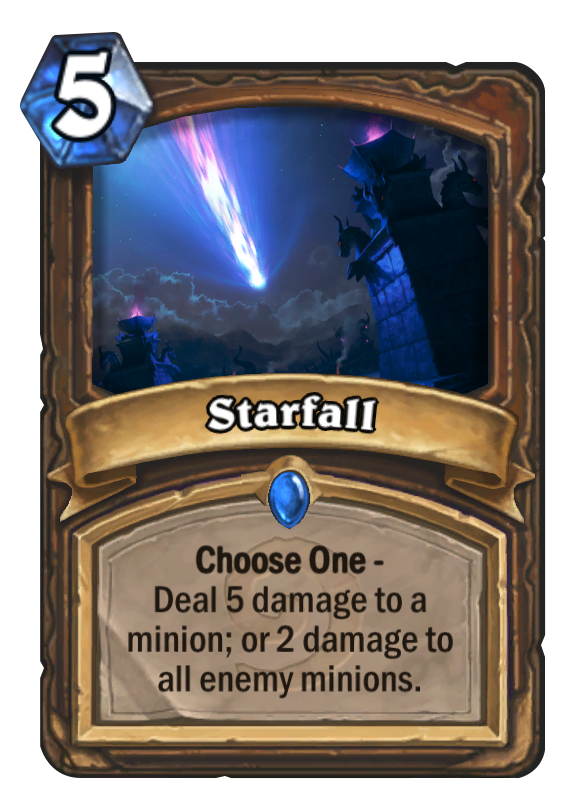 5
Starfall
Choose One -
Deal 5 damage to a
minion; or 2 damage to
all enemy minions.